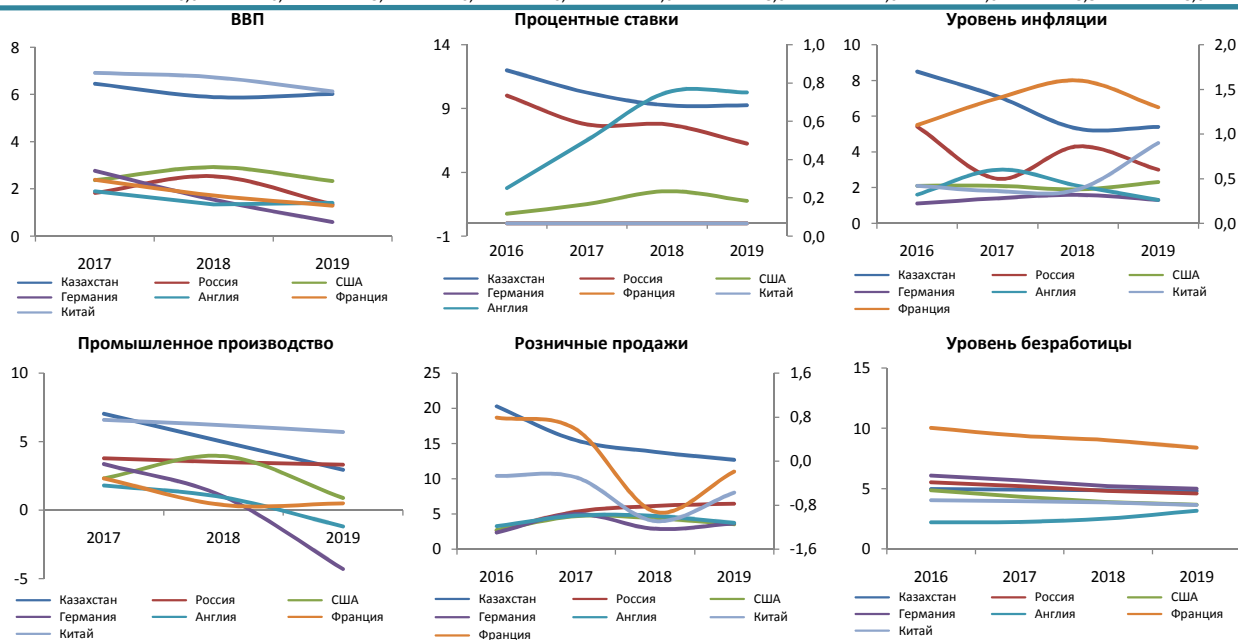 ВВП
8
6
4
2
0
2017 2018 2019
Казахстан Россия США
Германия Англия Франция
Китай
Процентные ставки
14
9
4
-1
1,0
0,8
0,6
0,4
0,2
0,0
2016 2017 2018 2019
Казахстан Россия США
Германия Франция Китай
Англия
Уровень инфляции
10
8
6
4
2
0
2,0
1,5
1,0
0,5
0,0
2016 2017 2018 2019
Казахстан Россия США
Германия Англия Китай
Франция
Промышленное производство
10
5
0
-5
2017 2018 2019
Казахстан Россия США
Германия Англия Франция
Китай
Розничные продажи
25
20
15
10
5
0
1,6
0,8
0,0
-0,8
-1,6
2016 2017 2018 2019
Казахстан Россия США
Германия Англия Китай
Франция
Уровень безработицы
15
10
5
0
2016 2017 2018 2019
Казахстан Россия США
Германия Англия Франция
Китай